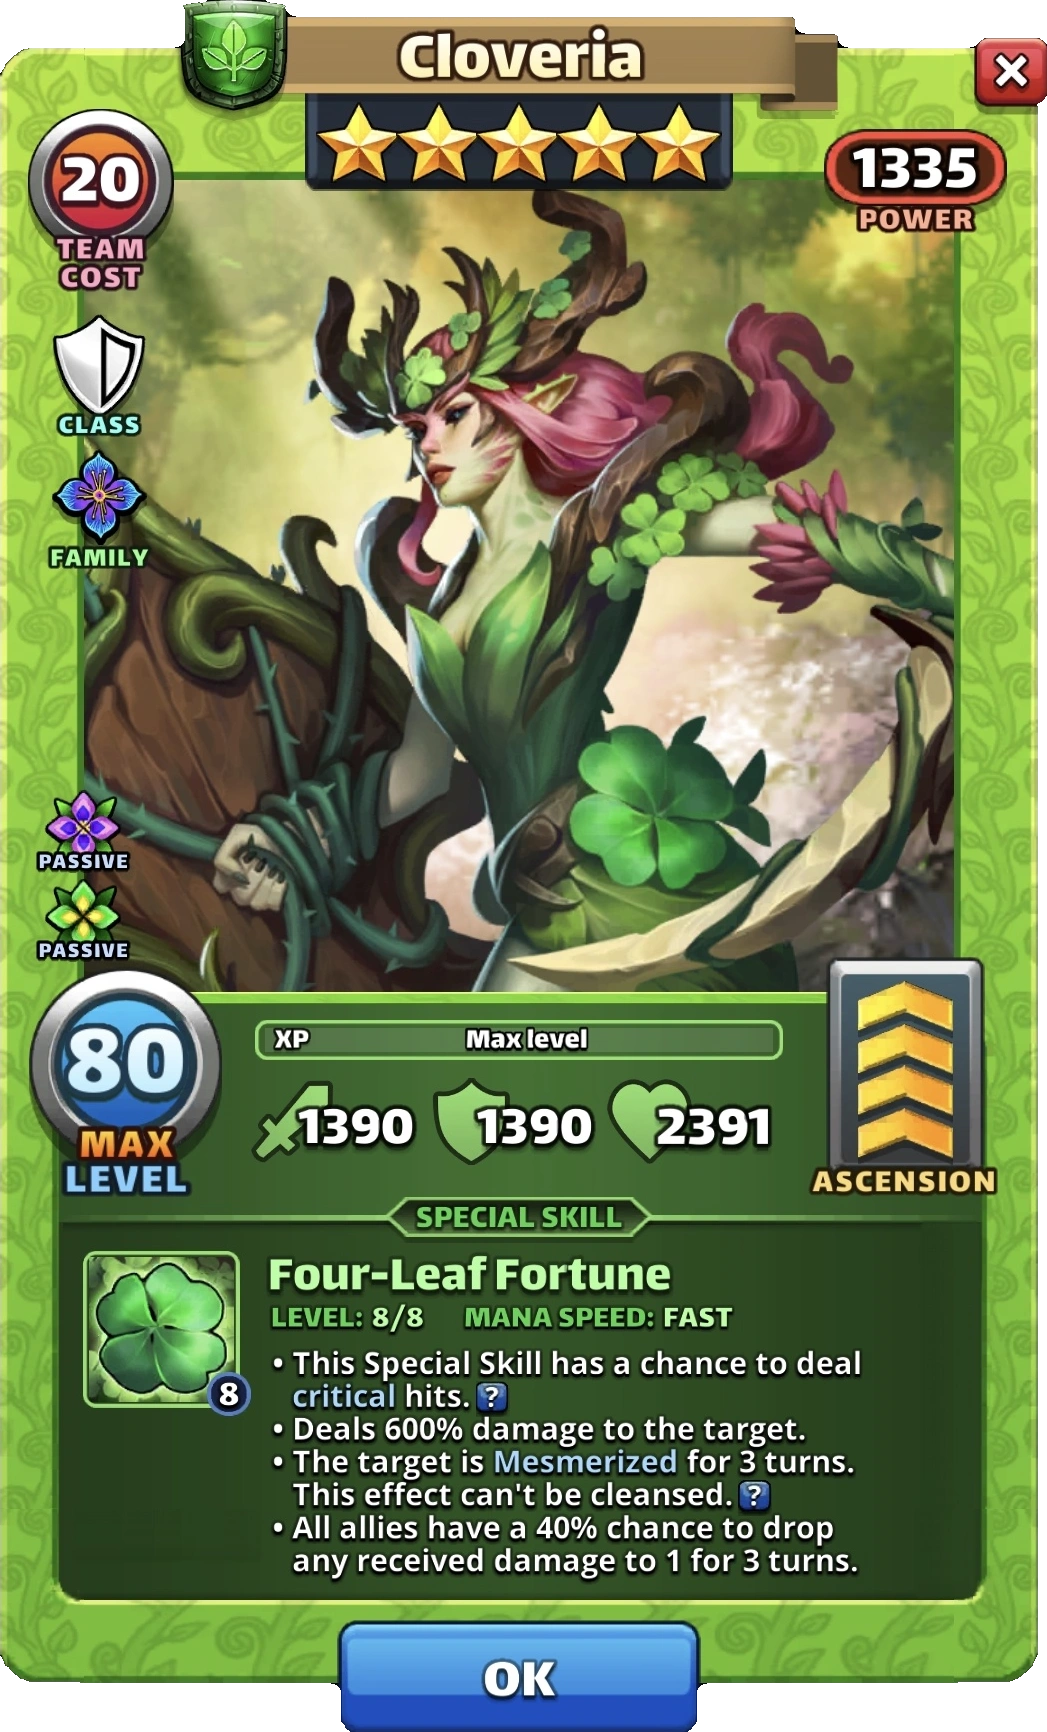 Cloveria
20
TEAM
COST
1335
POWER
CLASS
FAMILY
PASSIVE
PASSIVE
80
MAX
LEVEL
XP Max level
1390 1390 2391
ASCENSION
SPECIAL SKILL
Four-Leaf Fortune
LEVEL: 8/8 MANA SPEED: FAST
8
• This Special Skill has a chance to deal
critical hits. ?
• Deals 600% damage to the target.
• The target is Mesmerized for 3 turns.
This effect can't be cleansed. ?
• All allies have a 40% chance to drop
any received damage to 1 for 3 turns.
OK